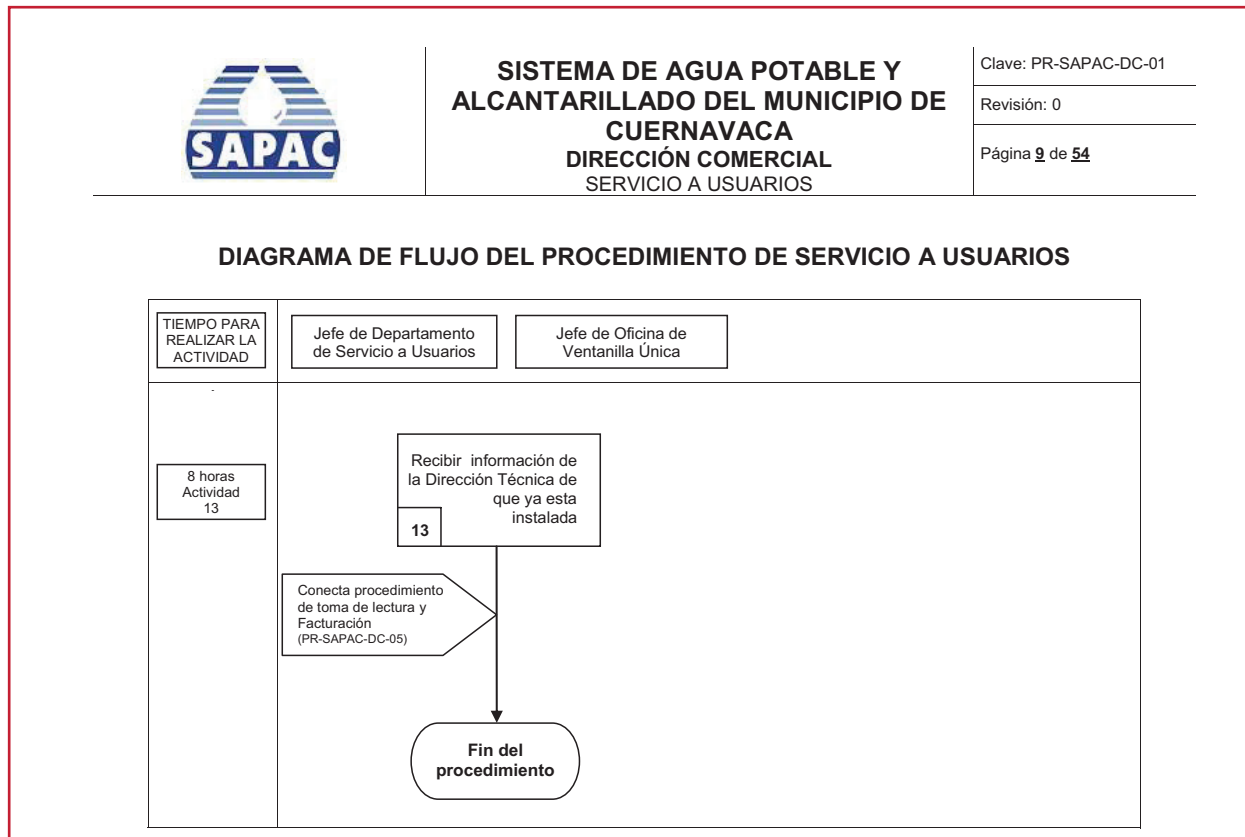 SAPAC
SISTEMA DE AGUA POTABLE Y
ALCANTARILLADO DEL MUNICIPIO DE
CUERNAVACA
DIRECCIÓN COMERCIAL
SERVICIO A USUARIOS
Clave: PR-SAPAC-DC-01
Revisión: 0
Página 9 de 54
DIAGRAMA DE FLUJO DEL PROCEDIMIENTO DE SERVICIO A USUARIOS
TIEMPO PARA
REALIZAR LA
ACTIVIDAD
Jefe de Departamento
de Servicio a Usuarios
Jefe de Oficina de
Ventanilla Única
8 horas
Actividad
13
Recibir información de
la Dirección Técnica de
que ya esta
instalada
13
Conecta procedimiento
de toma de lectura y
Facturación
(PR-SAPAC-DC-05)
Fin del
procedimiento